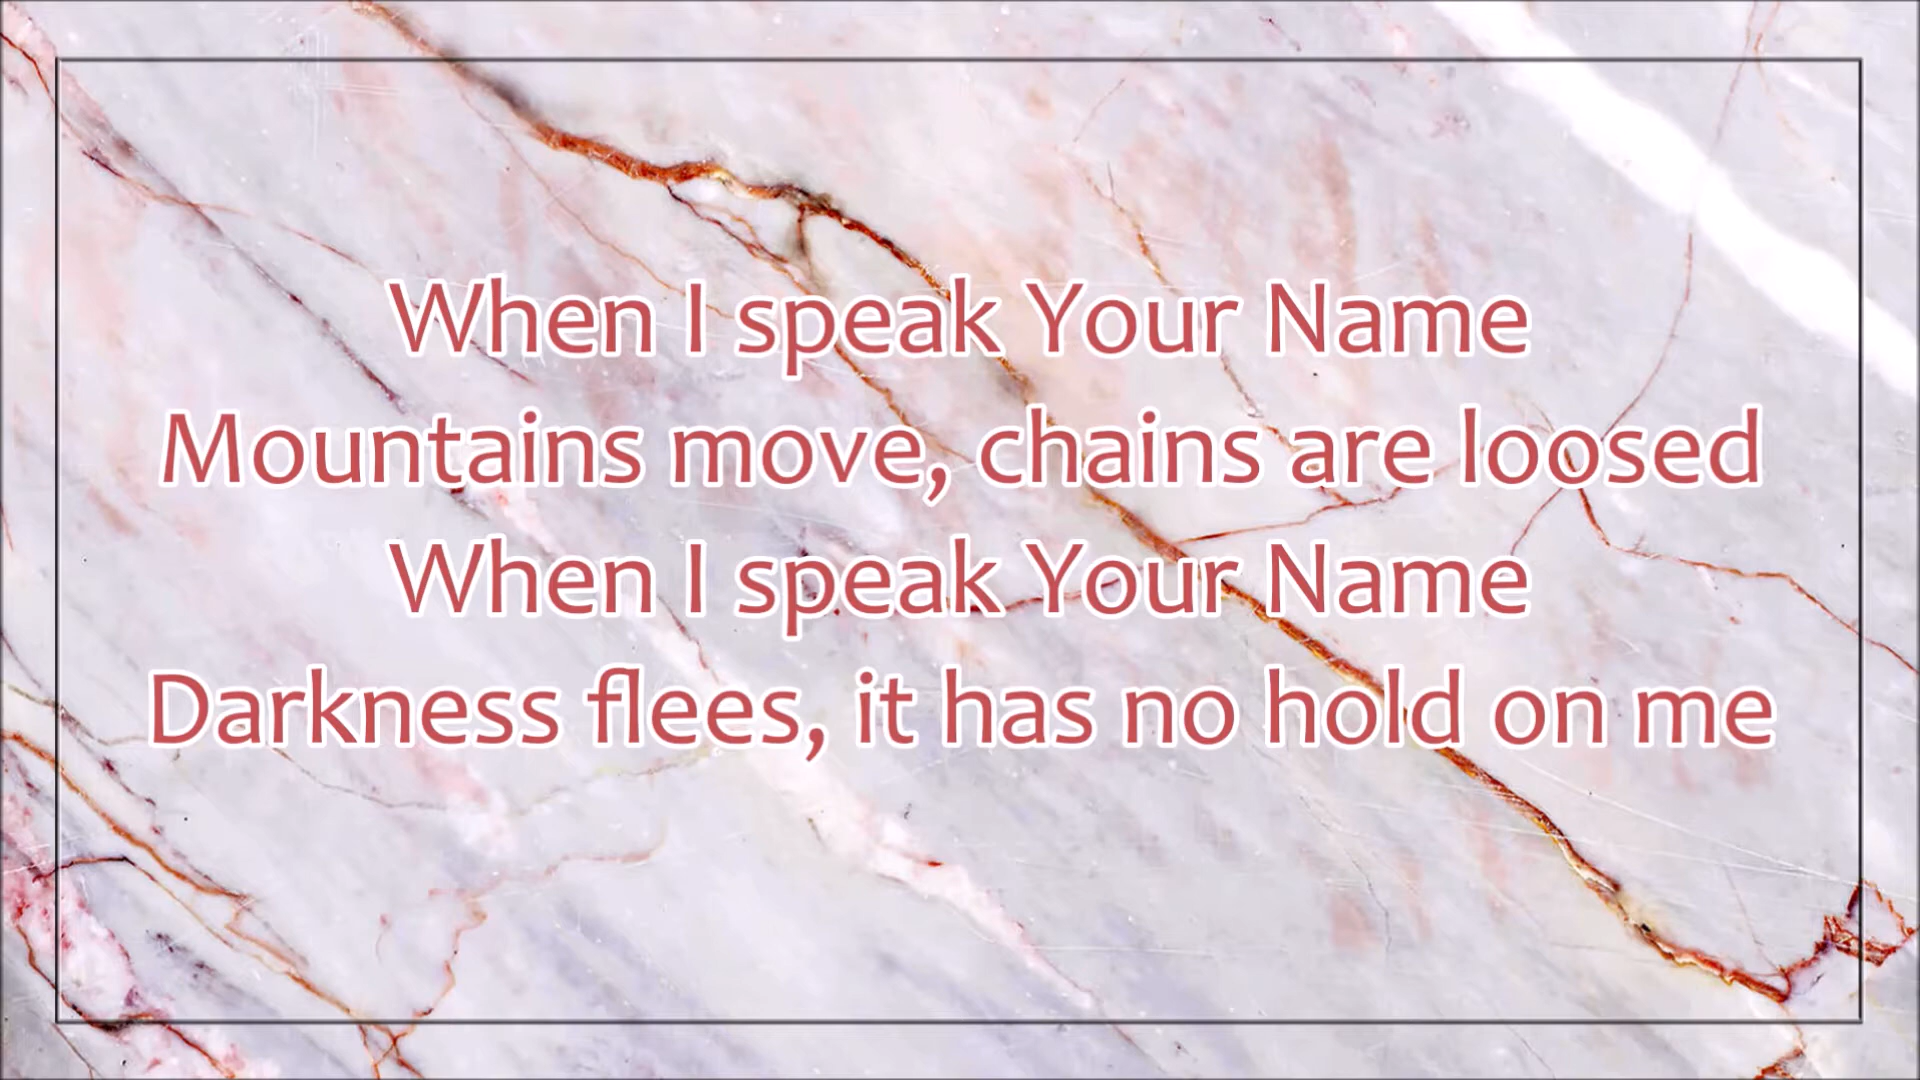 When I speak Your Name
Mountains move, chains are loosed
When I speak Your Name
Darkness flees, it has no hold on me